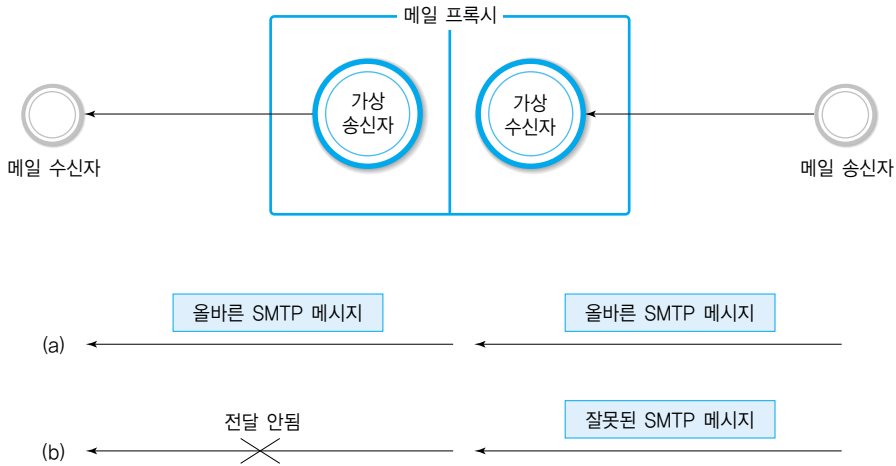 메일 프록시
가상
송신자
가상
수신자
메일 수신자
메일 송신자
올바른 SMTP 메시지
올바른 SMTP 메시지
(a)
전달 안됨
잘못된 SMTP 메시지
(b)